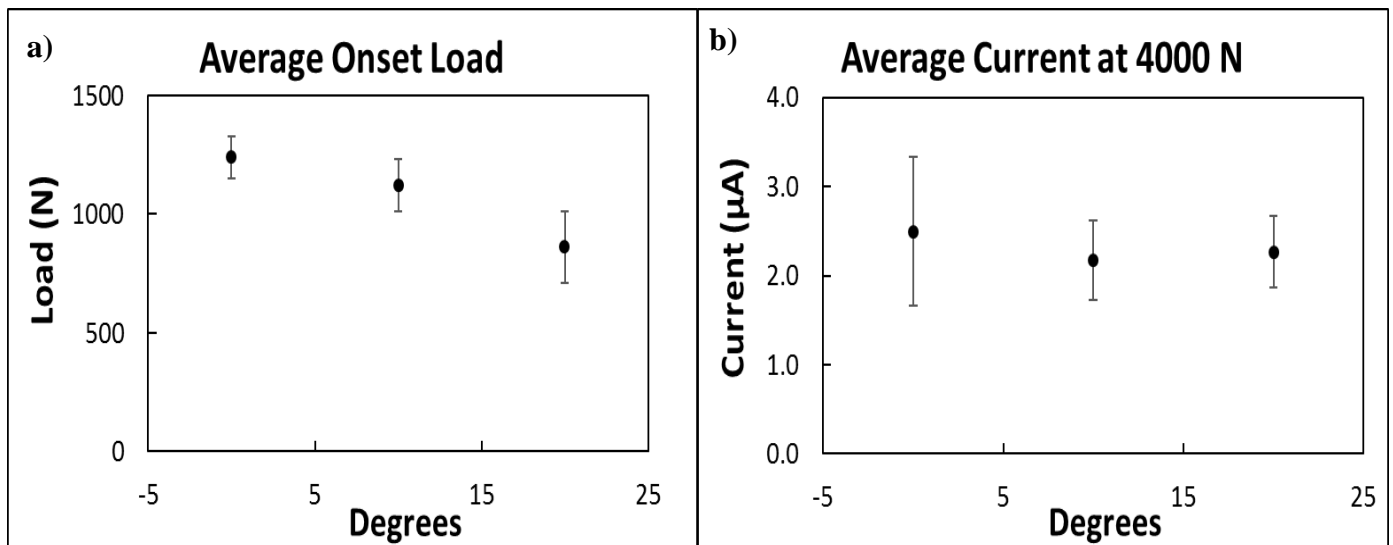 a)
Average Onset Load
1500
1000
500
0
Load (N)
-5 5 15 25
Degrees
b)
Average Current at 4000 N
4.0
3.0
2.0
1.0
0.0
Current (μA)
-5 5 15 25
Degrees